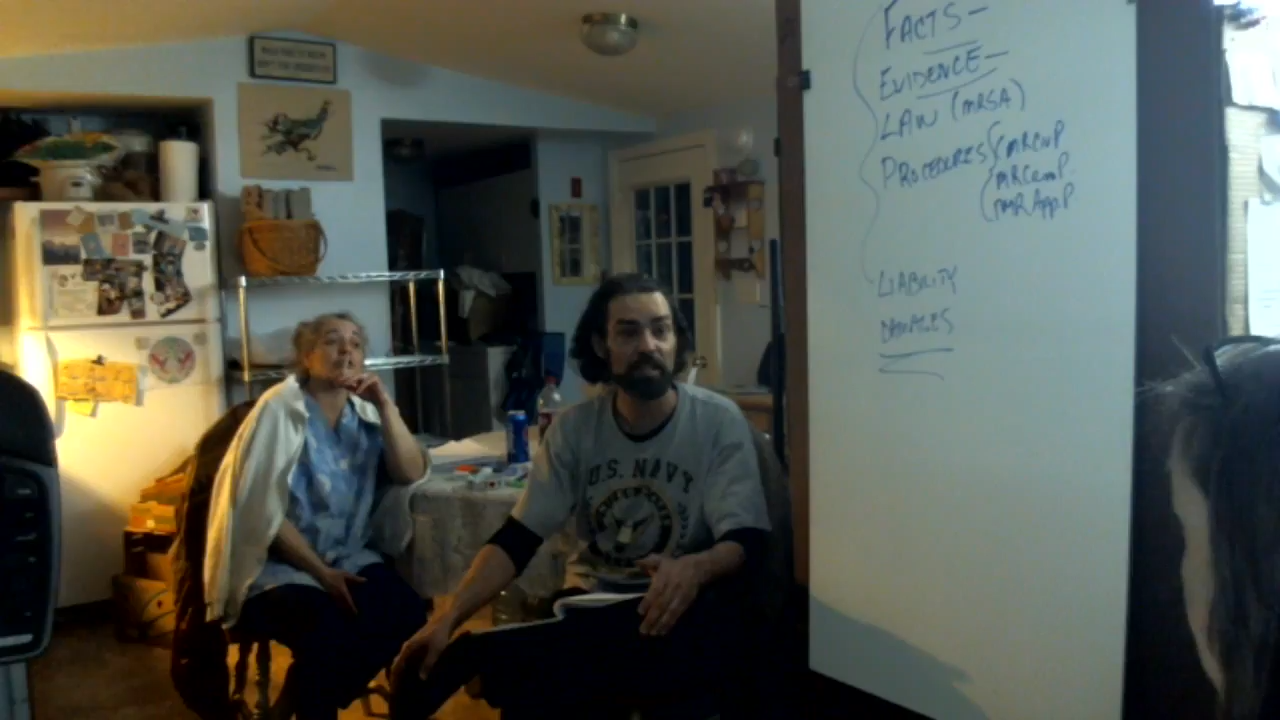 FACTS —
EVIDENCE —
LAW (MRSA)
PROCEDURES (MRCivP
(MRCrimP.
(MR App.P
LIABILITY
DAMAGES
U.S. NAVY